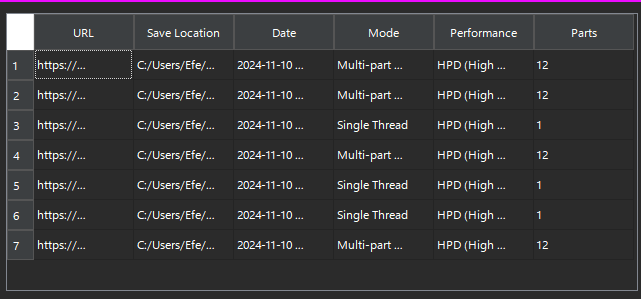 URL Save Location Date Mode Performance Parts
1 https://... C:/Users/Efe/... 2024-11-10 ... Multi-part ... HPD (High ... 12
2 https://... C:/Users/Efe/... 2024-11-10 ... Multi-part ... HPD (High ... 12
3 https://... C:/Users/Efe/... 2024-11-10 ... Single Thread HPD (High ... 1
4 https://... C:/Users/Efe/... 2024-11-10 ... Multi-part ... HPD (High ... 12
5 https://... C:/Users/Efe/... 2024-11-10 ... Single Thread HPD (High ... 1
6 https://... C:/Users/Efe/... 2024-11-10 ... Single Thread HPD (High ... 1
7 https://... C:/Users/Efe/... 2024-11-10 ... Multi-part ... HPD (High ... 12